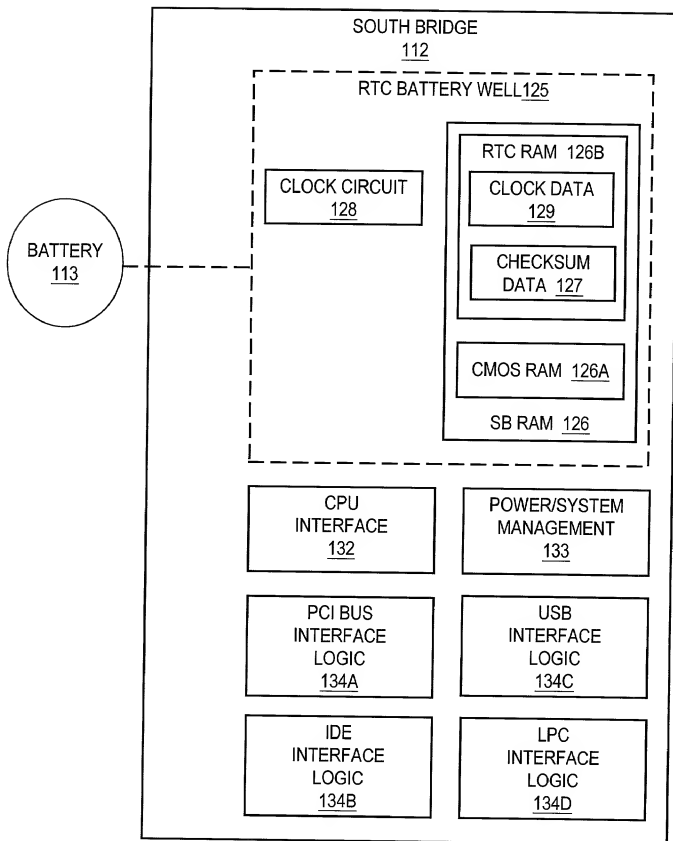 SOUTH BRIDGE
112
RTC BATTERY WELL 125
RTC RAM 126B
CLOCK CIRCUIT
128
CLOCK DATA
129
BATTERY
113
CHECKSUM
DATA 127
CMOS RAM 126A
SB RAM 126
CPU
INTERFACE
132
POWER/SYSTEM
MANAGEMENT
133
PCI BUS
INTERFACE
LOGIC
134A
USB
INTERFACE
LOGIC
134C
IDE
INTERFACE
LOGIC
134B
LPC
INTERFACE
LOGIC
134D